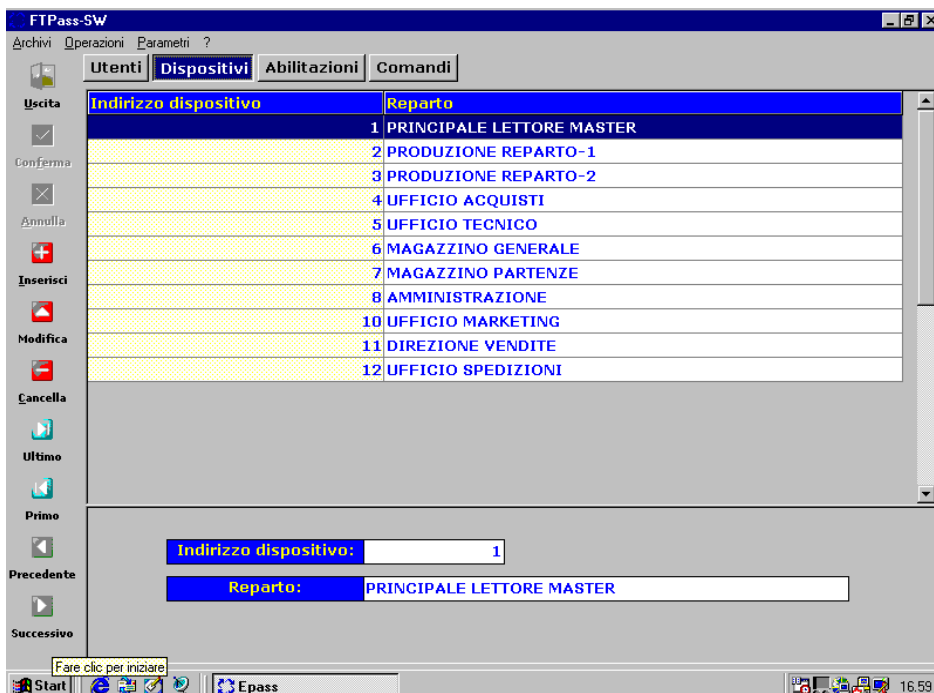 FTPass-SW
Archivi Operazioni Parametri ?
Utenti Dispositivi Abilitazioni Comandi
Uscita
Conferma
Annulla
Inserisci
Modifica
Cancella
Ultimo
Primo
Precedente
Successivo
Indirizzo dispositivo Reparto
1 PRINCIPALE LETTORE MASTER
2 PRODUZIONE REPARTO-1
3 PRODUZIONE REPARTO-2
4 UFFICIO ACQUISTI
5 UFFICIO TECNICO
6 MAGAZZINO GENERALE
7 MAGAZZINO PARTENZE
8 AMMINISTRAZIONE
10 UFFICIO MARKETING
11 DIREZIONE VENDITE
12 UFFICIO SPEDIZIONI
Indirizzo dispositivo: 1
Reparto: PRINCIPALE LETTORE MASTER
Fare clic per iniziare
Start Epass 16.59